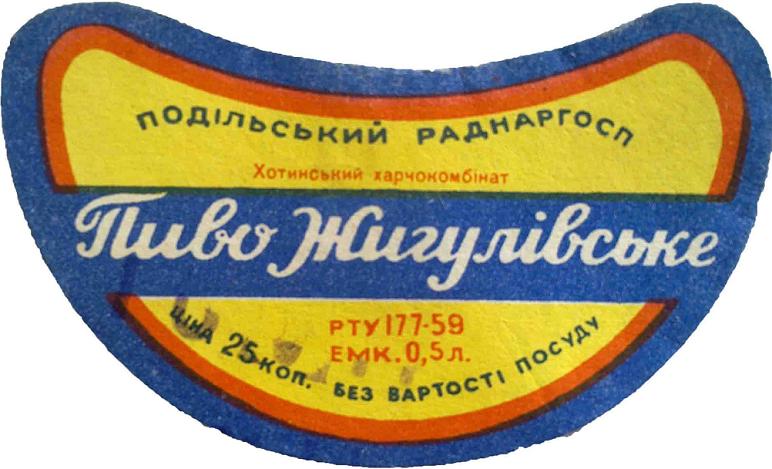 ПОДІЛЬСЬКИЙ РАДНАРГОСП
Хотинський харчокомбінат
Пиво Жигулівське
РТУ 177-59
ЕМК. 0,5 л.
ЦІНА 25 КОП. БЕЗ ВАРТОСТІ ПОСУДУ